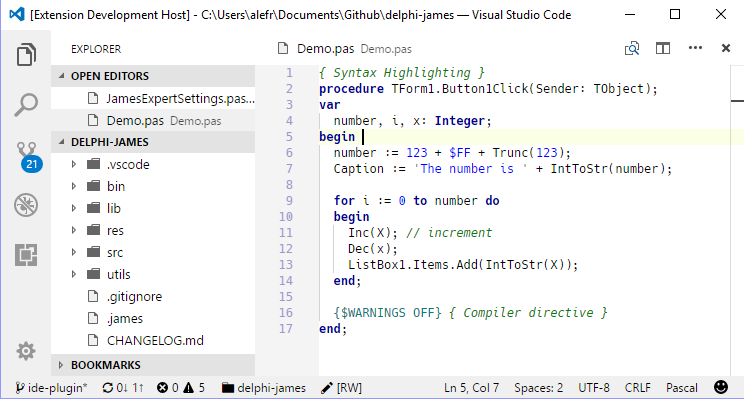 [Extension Development Host] - C:\Users\alefr\Documents\Github\delphi-james — Visual Studio Code
EXPLORER
OPEN EDITORS
JamesExpertSettings.pas...
Demo.pas Demo.pas
DELPHI-JAMES
.vscode
bin
lib
res
src
utils
.gitignore
.james
CHANGELOG.md
BOOKMARKS
21
Demo.pas Demo.pas
1 { Syntax Highlighting }
2 procedure TForm1.Button1Click(Sender: TObject);
3 var
4 number, i, x: Integer;
5 begin
6 number := 123 + $FF + Trunc(123);
7 Caption := 'The number is ' + IntToStr(number);
8
9 for i := 0 to number do
10 begin
11 Inc(X); // increment
12 Dec(x);
13 ListBox1.Items.Add(IntToStr(X));
14 end;
15
16 {$WARNINGS OFF} { Compiler directive }
17 end;
ide-plugin* 0↓ 1↑ 0 5 delphi-james [RW] Ln 5, Col 7 Spaces: 2 UTF-8 CRLF Pascal